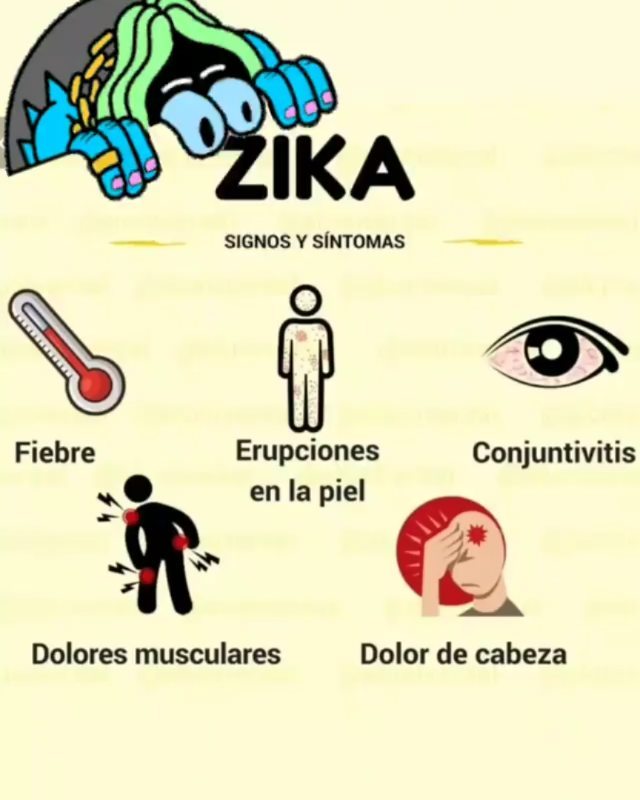 ZIKA
SIGNOS Y SÍNTOMAS
Fiebre
Erupciones
en la piel
Conjuntivitis
Dolores musculares
Dolor de cabeza